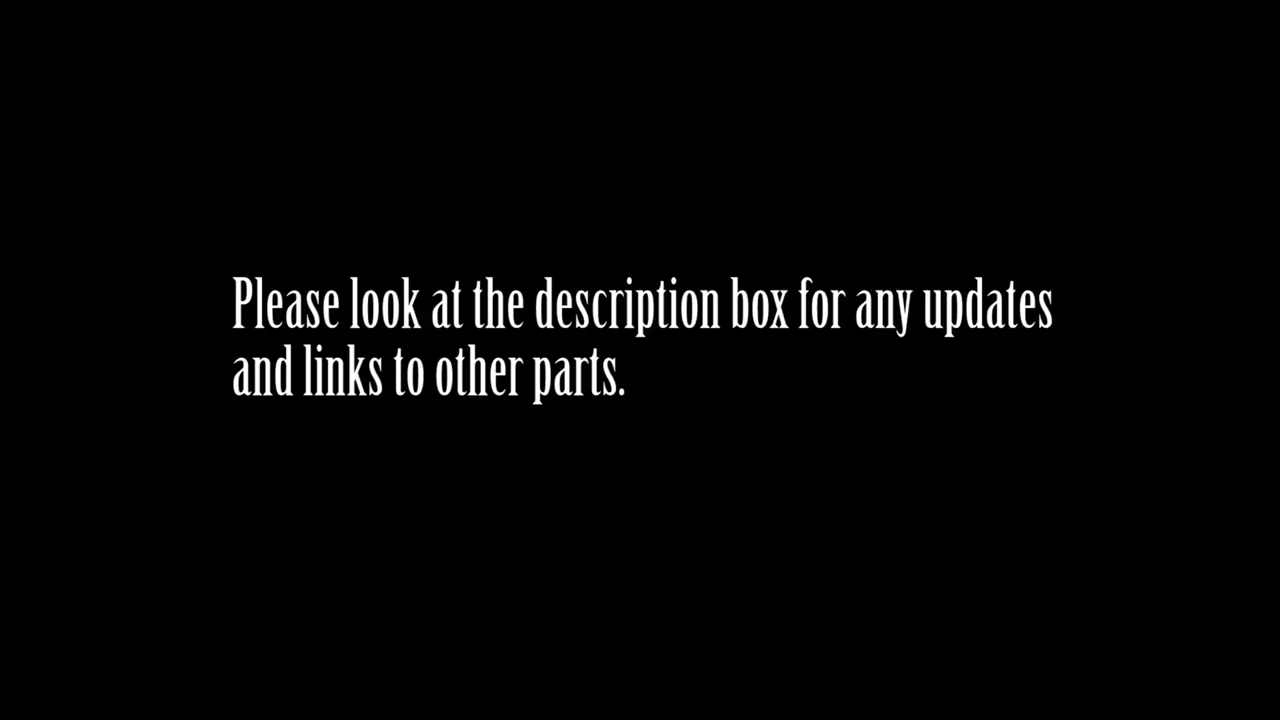 Please look at the description box for any updates
and links to other parts.